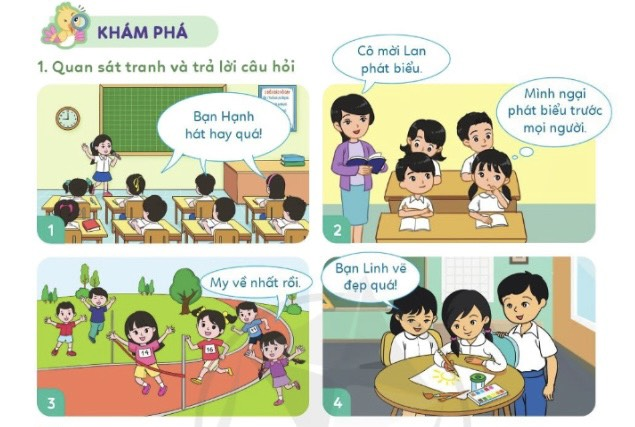 KHÁM PHÁ
1. Quan sát tranh và trả lời câu hỏi
Bạn Hạnh
hát hay quá!
1
Cô mời Lan
phát biểu.
Mình ngại
phát biểu trước
mọi người.
2
My về nhất rồi.
14
16
3
Bạn Linh vẽ
đẹp quá!
4